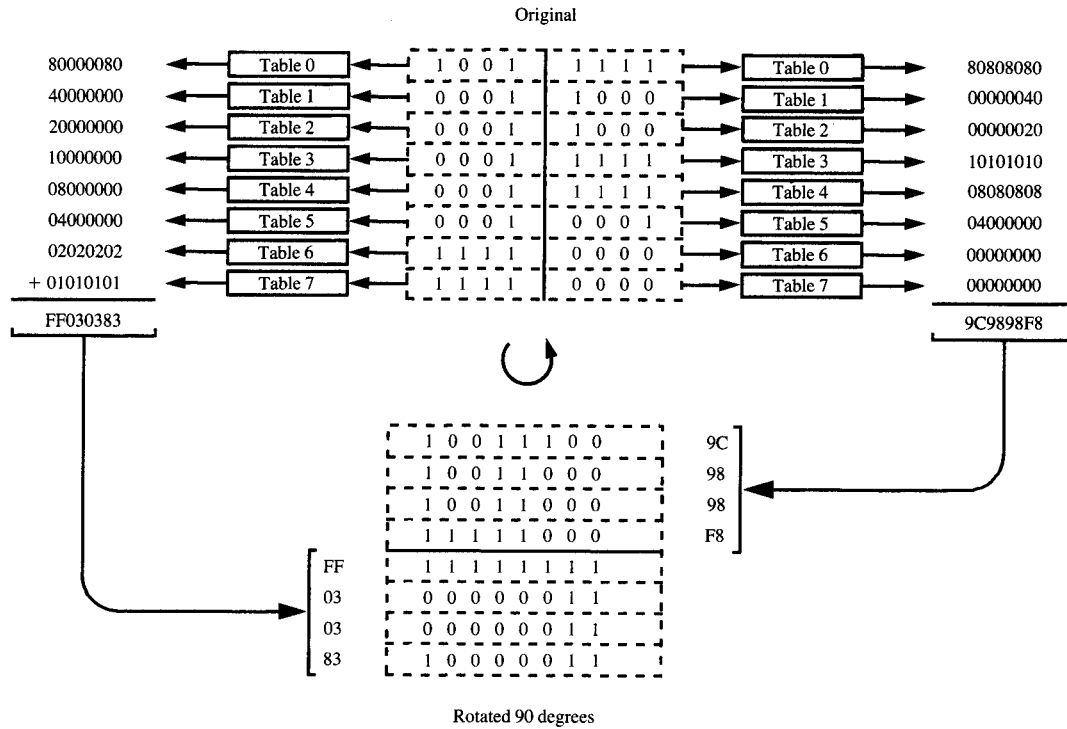 Original
80000080 Table 0 1 0 0 1 1 1 1 1 Table 0 80808080
40000000 Table 1 0 0 0 1 1 0 0 0 Table 1 00000040
20000000 Table 2 0 0 0 1 1 0 0 0 Table 2 00000020
10000000 Table 3 0 0 0 1 1 1 1 1 Table 3 10101010
08000000 Table 4 0 0 0 1 1 1 1 1 Table 4 08080808
04000000 Table 5 0 0 0 1 0 0 0 1 Table 5 04000000
02020202 Table 6 1 1 1 1 0 0 0 0 Table 6 00000000
+ 01010101 Table 7 1 1 1 1 0 0 0 0 Table 7 00000000
FF030383 9C9898F8
1 0 0 1 1 1 0 0 9C
1 0 0 1 1 0 0 0 98
1 0 0 1 1 0 0 0 98
1 1 1 1 1 0 0 0 F8
FF 1 1 1 1 1 1 1 1
03 0 0 0 0 0 0 1 1
03 0 0 0 0 0 0 1 1
83 1 0 0 0 0 0 1 1
Rotated 90 degrees